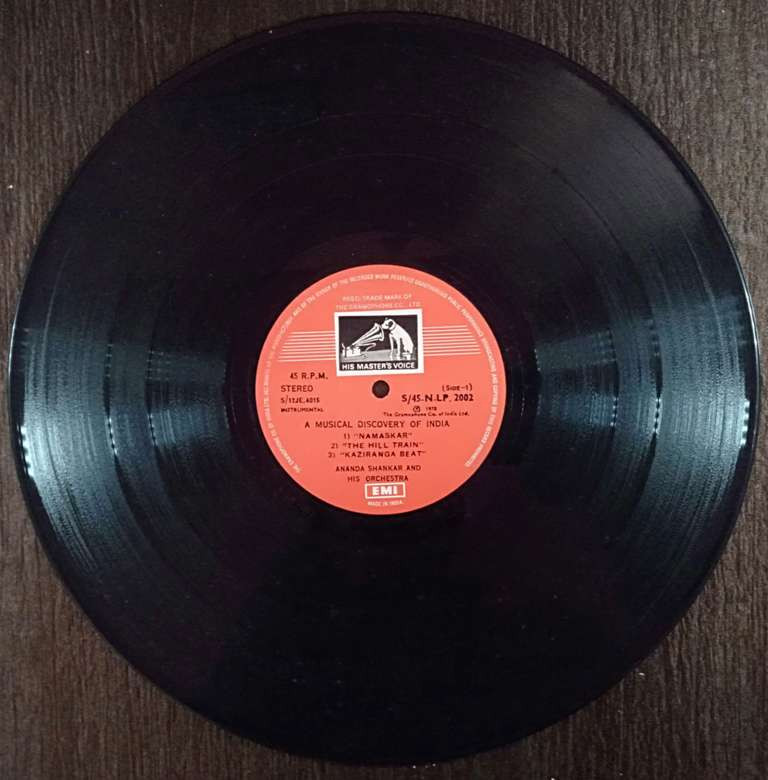 REGD. TRADE MARK OF
THE GRAMOPHONE CO., LTD.
HIS MASTER'S VOICE
45 R.P.M.
STEREO
S/45-N-LP. 2002
(Side-1)
INSTRUMENTAL
Ⓟ 1978
The Gramophone Co. of India Ltd.
A MUSICAL DISCOVERY OF INDIA
1) "NAMASKAR"
2) "THE HILL TRAIN"
3) "KAZIRANGA BEAT"
ANANDA SHANKAR AND
HIS ORCHESTRA
EMI
MADE IN INDIA